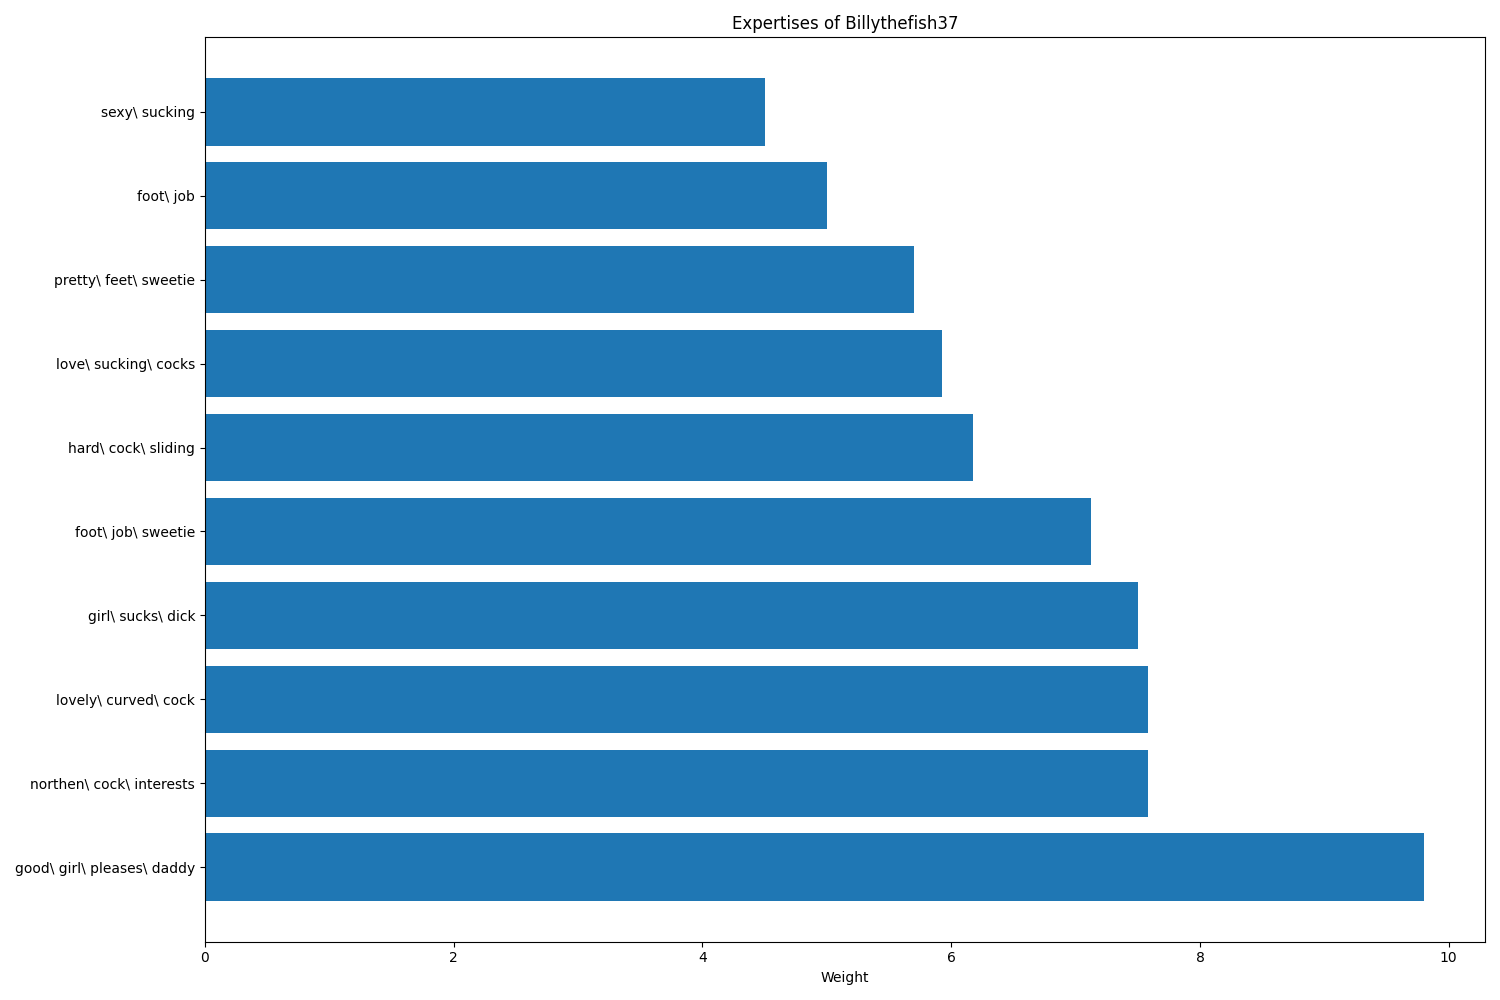 Expertises of Billythefish37
sexy\ sucking
foot\ job
pretty\ feet\ sweetie
love\ sucking\ cocks
hard\ cock\ sliding
foot\ job\ sweetie
girl\ sucks\ dick
lovely\ curved\ cock
northen\ cock\ interests
good\ girl\ pleases\ daddy
0 2 4 6 8 10
Weight